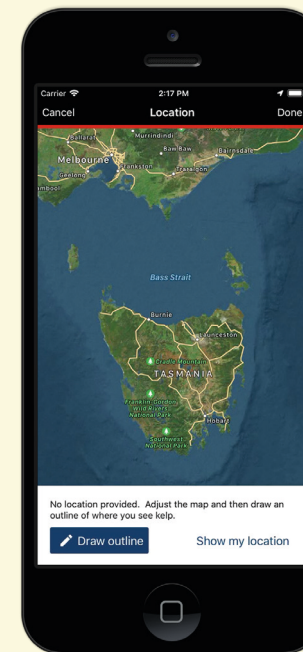 Carrier 2:17 PM
Cancel Location Done
Ballarat Murrindindi
Baw Baw Bairnsdale
Melbourne Frankston Traralgon
Geelong
mbool
Bass Strait
Burnie
Launceston
Cradle Mountain
TASMANIA
Franklin-Gordon
Wild Rivers
National Park
Hobart
Southwest
National Park
No location provided. Adjust the map and then draw an
outline of where you see kelp.
Draw outline Show my location